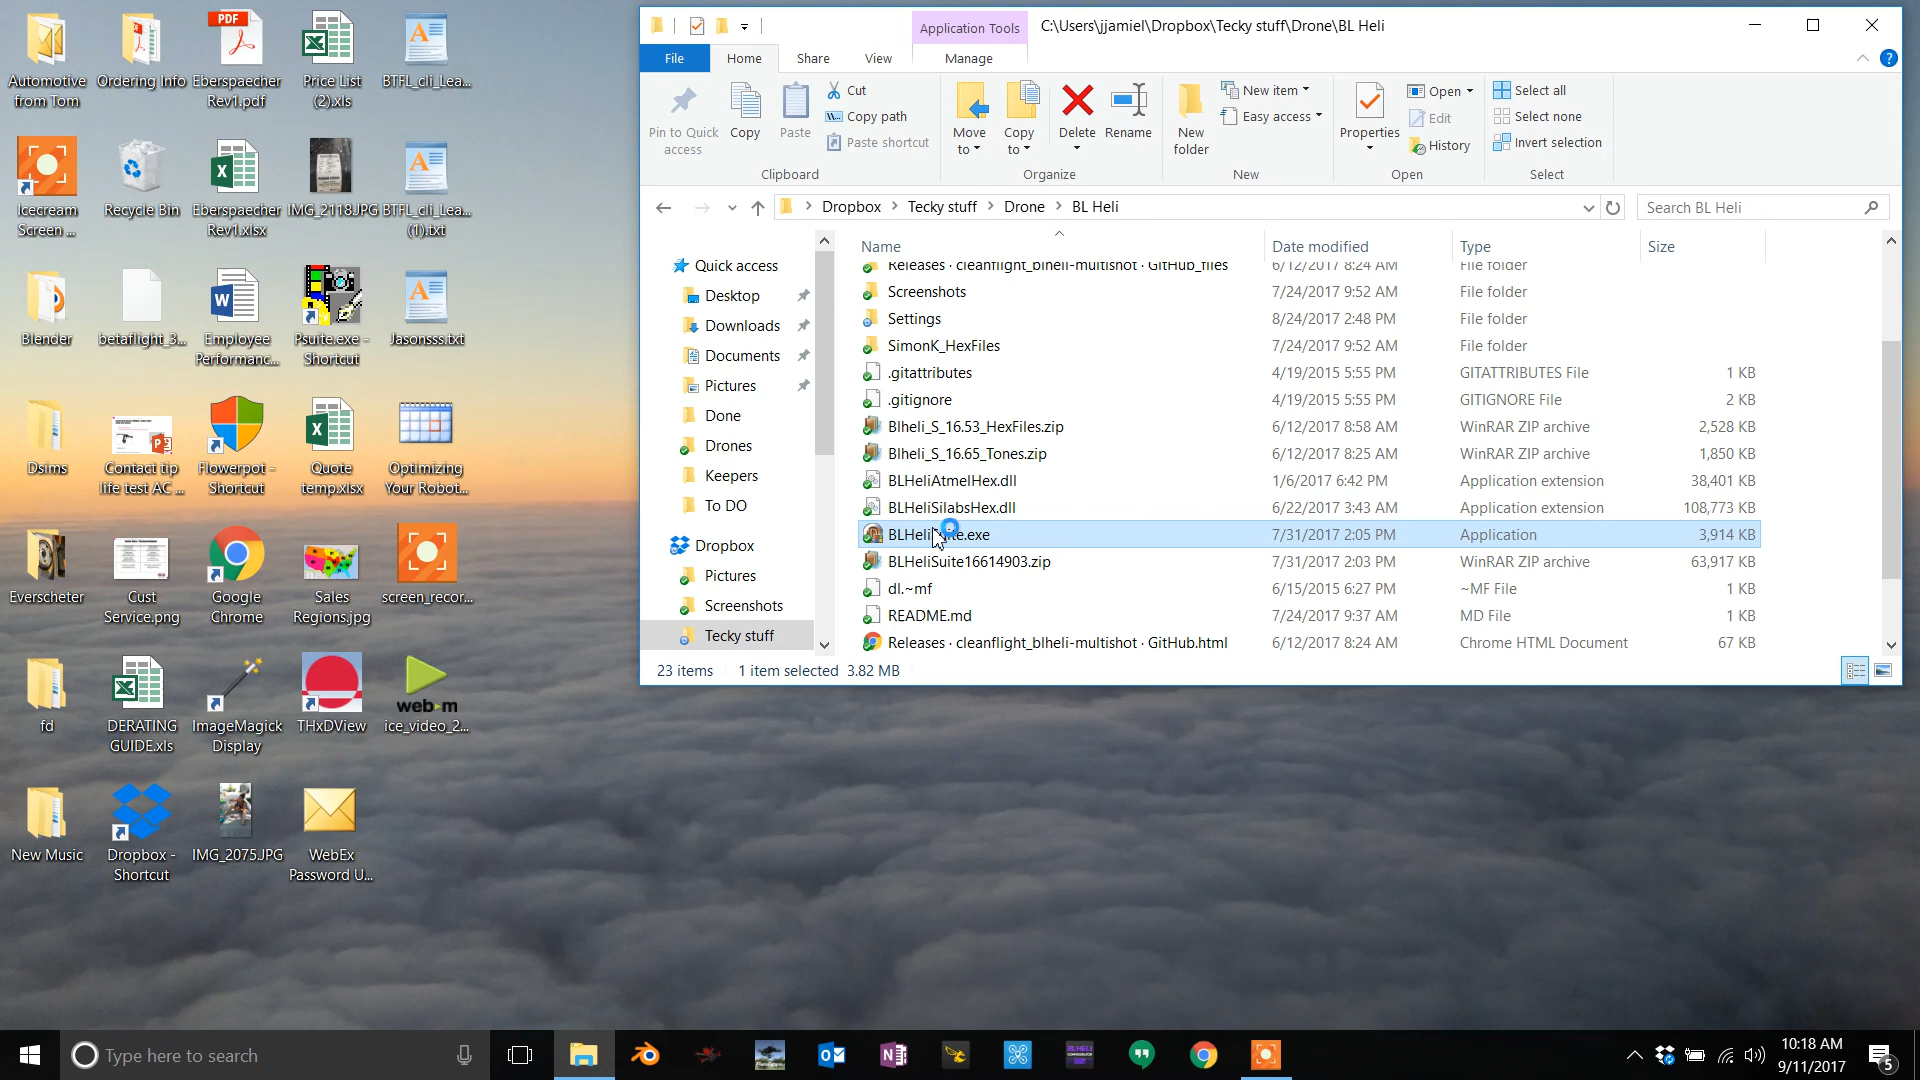 Automotive from Tom
Ordering Info
Eberspaecher Rev1.pdf
Price List (2).xls
BTFL_cli_Lea...
Icecream Screen ...
Recycle Bin
Eberspaecher Rev1.xlsx
IMG_2118.JPG
BTFL_cli_Lea... (1).txt
Blender
betaflight_3...
Employee Performanc...
Psuite.exe - Shortcut
Jasonsss.txt
Dsims
Contact tip life test AC ...
Flowerpot - Shortcut
Quote temp.xlsx
Optimizing Your Robot...
Everscheter
Cust Service.png
Google Chrome
Sales Regions.jpg
screen_recor...
fd
DERATING GUIDE.xls
ImageMagick Display
THxDView
web-m
ice_video_2...
New Music
Dropbox - Shortcut
IMG_2075.JPG
WebEx Password U...
Application Tools
C:\Users\jjamiel\Dropbox\Tecky stuff\Drone\BL Heli
File Home Share View Manage
Pin to Quick access
Copy
Paste
Cut
Copy path
Paste shortcut
Clipboard
Move to
Copy to
Delete
Rename
Organize
New folder
New item
Easy access
New
Properties
Open
Edit
History
Open
Select all
Select none
Invert selection
Select
Dropbox > Tecky stuff > Drone > BL Heli
Search BL Heli
Quick access
Desktop
Downloads
Documents
Pictures
Done
Drones
Keepers
To DO
Dropbox
Pictures
Screenshots
Tecky stuff
Name Date modified Type Size
Releases · cleanflight_blheli-multishot · GitHub_files 6/12/2017 8:24 AM File folder
Screenshots 7/24/2017 9:52 AM File folder
Settings 8/24/2017 2:48 PM File folder
SimonK_HexFiles 7/24/2017 9:52 AM File folder
.gitattributes 4/19/2015 5:55 PM GITATTRIBUTES File 1 KB
.gitignore 4/19/2015 5:55 PM GITIGNORE File 2 KB
Blheli_S_16.53_HexFiles.zip 6/12/2017 8:58 AM WinRAR ZIP archive 2,528 KB
Blheli_S_16.65_Tones.zip 6/12/2017 8:25 AM WinRAR ZIP archive 1,850 KB
BLHeliAtmelHex.dll 1/6/2017 6:42 PM Application extension 38,401 KB
BLHeliSilabsHex.dll 6/22/2017 3:43 AM Application extension 108,773 KB
BLHeliSuite.exe 7/31/2017 2:05 PM Application 3,914 KB
BLHeliSuite16614903.zip 7/31/2017 2:03 PM WinRAR ZIP archive 63,917 KB
dl.~mf 6/15/2015 6:27 PM ~MF File 1 KB
README.md 7/24/2017 9:37 AM MD File 1 KB
Releases · cleanflight_blheli-multishot · GitHub.html 6/12/2017 8:24 AM Chrome HTML Document 67 KB
23 items 1 item selected 3.82 MB
Type here to search
10:18 AM
9/11/2017
5